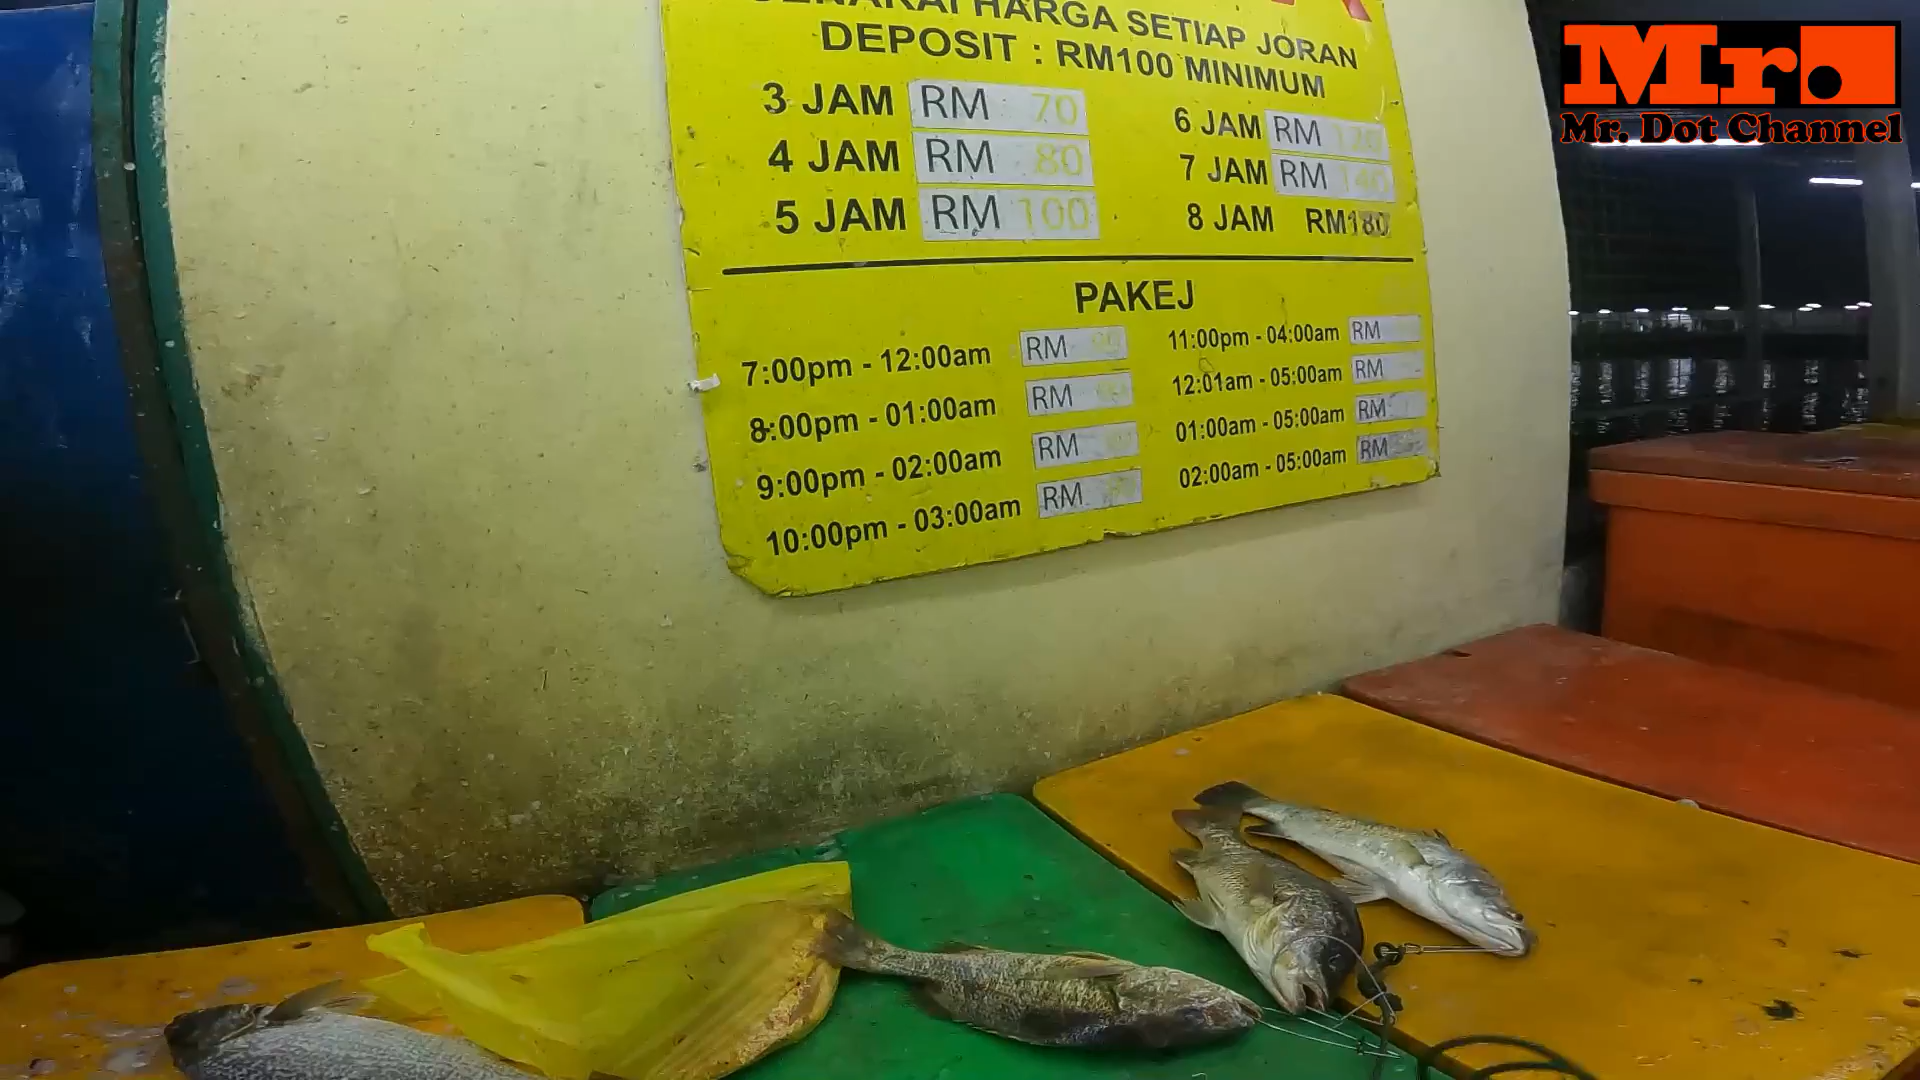 Mr.
Mr. Dot Channel
SENARAI HARGA SETIAP JORAN
DEPOSIT : RM100 MINIMUM
3 JAM RM 70
4 JAM RM 80
5 JAM RM 100
6 JAM RM 120
7 JAM RM 140
8 JAM RM180
PAKEJ
7:00pm - 12:00am RM
8:00pm - 01:00am RM
9:00pm - 02:00am RM
10:00pm - 03:00am RM
11:00pm - 04:00am RM
12:01am - 05:00am RM
01:00am - 05:00am RM
02:00am - 05:00am RM